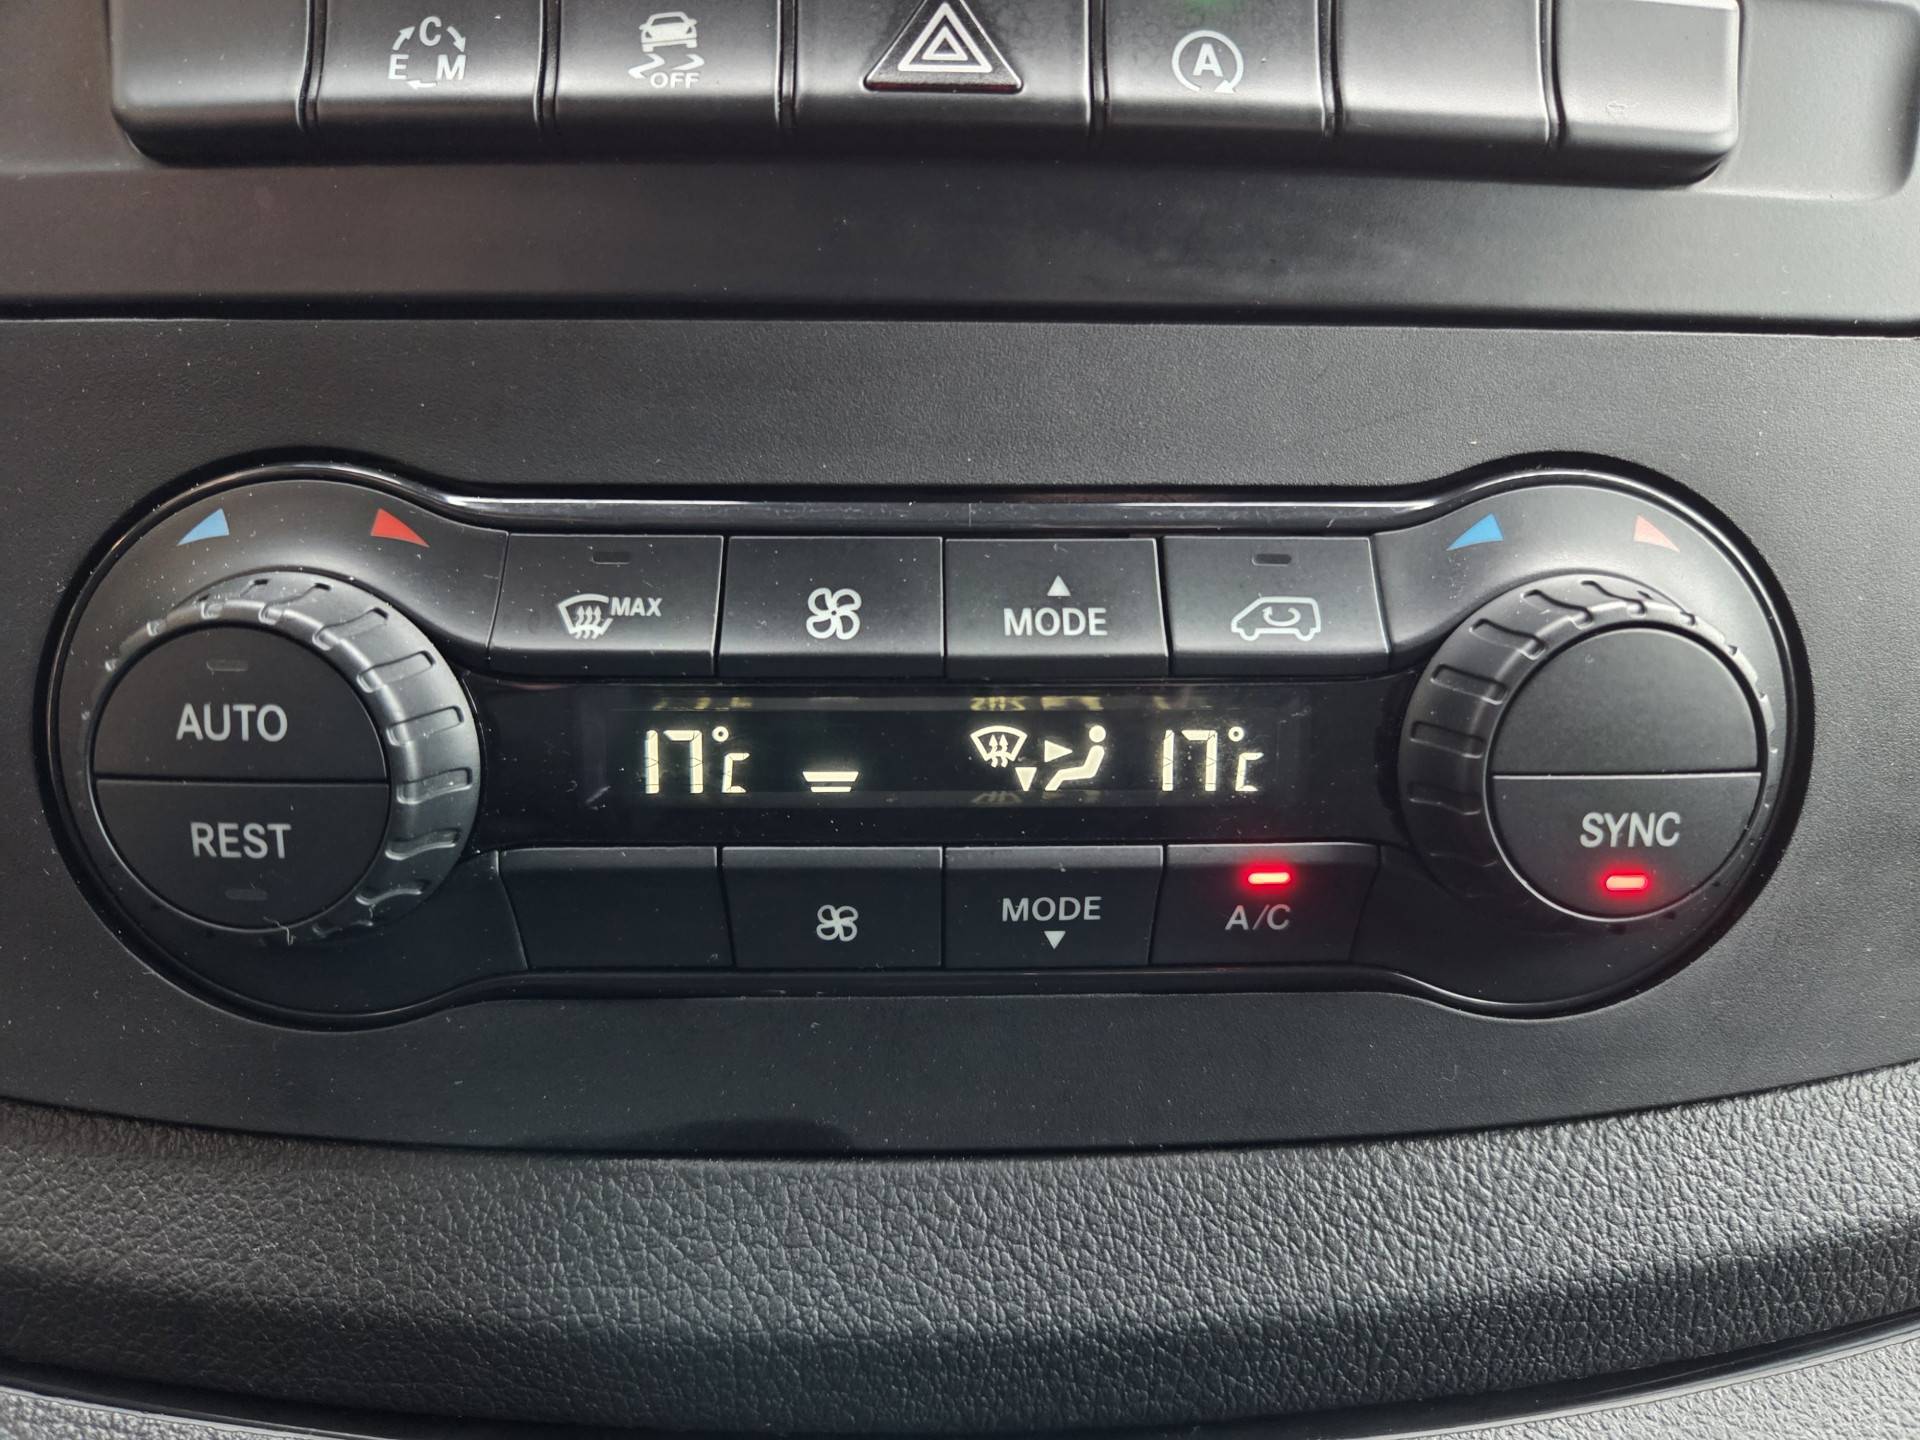 C
E M
OFF
A
MAX
MODE
AUTO
REST
17°c
17°c
SYNC
MODE
A/C